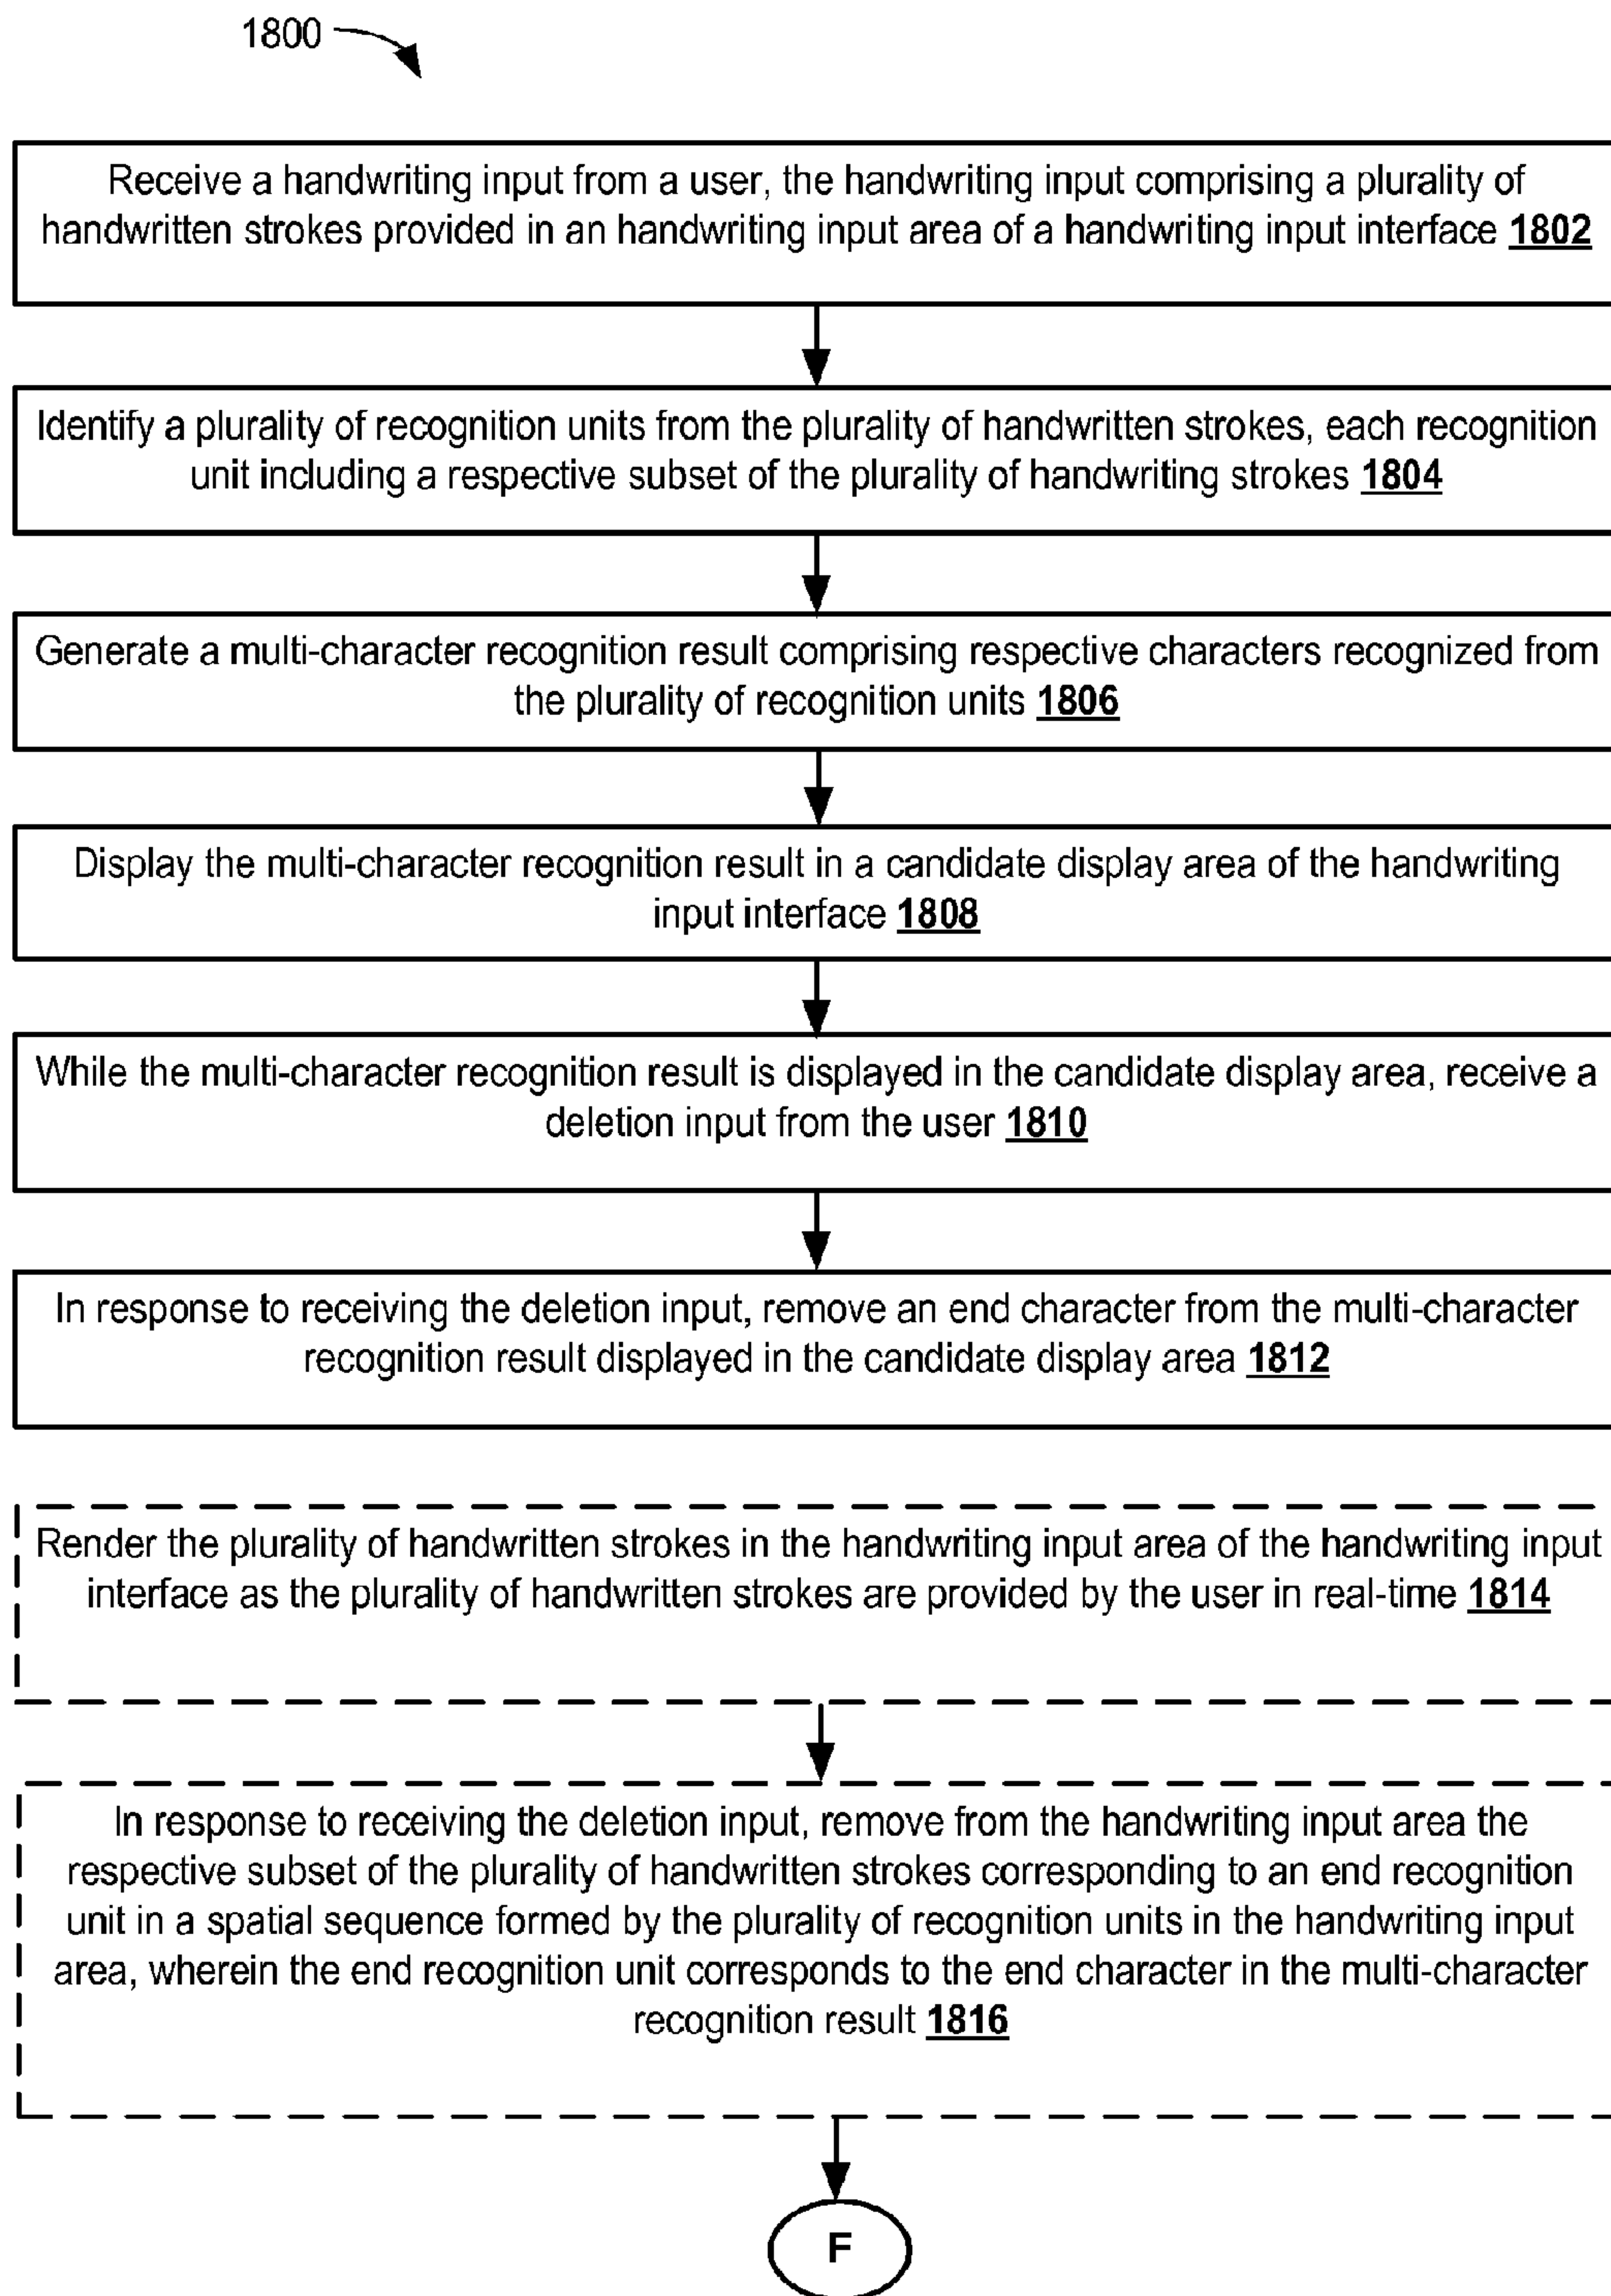 1800
Receive a handwriting input from a user, the handwriting input comprising a plurality of
handwritten strokes provided in an handwriting input area of a handwriting input interface 1802
Identify a plurality of recognition units from the plurality of handwritten strokes, each recognition
unit including a respective subset of the plurality of handwriting strokes 1804
Generate a multi-character recognition result comprising respective characters recognized from
the plurality of recognition units 1806
Display the multi-character recognition result in a candidate display area of the handwriting
input interface 1808
While the multi-character recognition result is displayed in the candidate display area, receive a
deletion input from the user 1810
In response to receiving the deletion input, remove an end character from the multi-character
recognition result displayed in the candidate display area 1812
Render the plurality of handwritten strokes in the handwriting input area of the handwriting input
interface as the plurality of handwritten strokes are provided by the user in real-time 1814
In response to receiving the deletion input, remove from the handwriting input area the
respective subset of the plurality of handwritten strokes corresponding to an end recognition
unit in a spatial sequence formed by the plurality of recognition units in the handwriting input
area, wherein the end recognition unit corresponds to the end character in the multi-character
recognition result 1816
F